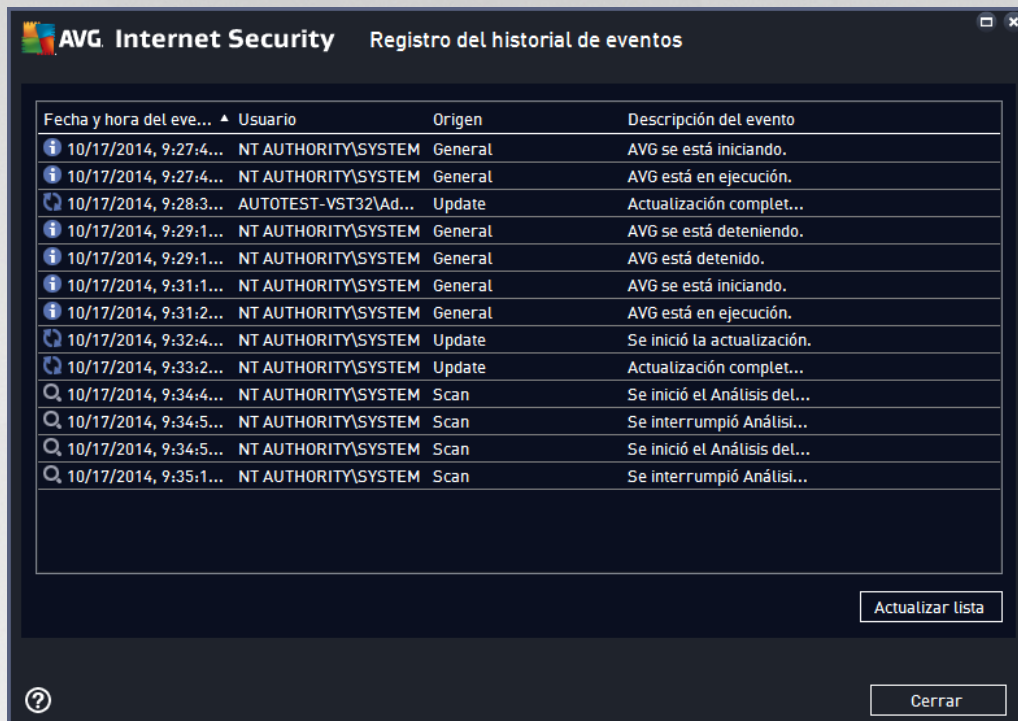 AVG Internet Security Registro del historial de eventos
Fecha y hora del eve... Usuario Origen Descripción del evento
10/17/2014, 9:27:4... NT AUTHORITY\SYSTEM General AVG se está iniciando.
10/17/2014, 9:27:4... NT AUTHORITY\SYSTEM General AVG está en ejecución.
10/17/2014, 9:28:3... AUTOTEST-VST32\Ad... Update Actualización complet...
10/17/2014, 9:29:1... NT AUTHORITY\SYSTEM General AVG se está deteniendo.
10/17/2014, 9:29:1... NT AUTHORITY\SYSTEM General AVG está detenido.
10/17/2014, 9:31:1... NT AUTHORITY\SYSTEM General AVG se está iniciando.
10/17/2014, 9:31:2... NT AUTHORITY\SYSTEM General AVG está en ejecución.
10/17/2014, 9:32:4... NT AUTHORITY\SYSTEM Update Se inició la actualización.
10/17/2014, 9:33:2... NT AUTHORITY\SYSTEM Update Actualización complet...
10/17/2014, 9:34:4... NT AUTHORITY\SYSTEM Scan Se inició el Análisis del...
10/17/2014, 9:34:5... NT AUTHORITY\SYSTEM Scan Se interrumpió Análisi...
10/17/2014, 9:34:5... NT AUTHORITY\SYSTEM Scan Se inició el Análisis del...
10/17/2014, 9:35:1... NT AUTHORITY\SYSTEM Scan Se interrumpió Análisi...
Actualizar lista
Cerrar